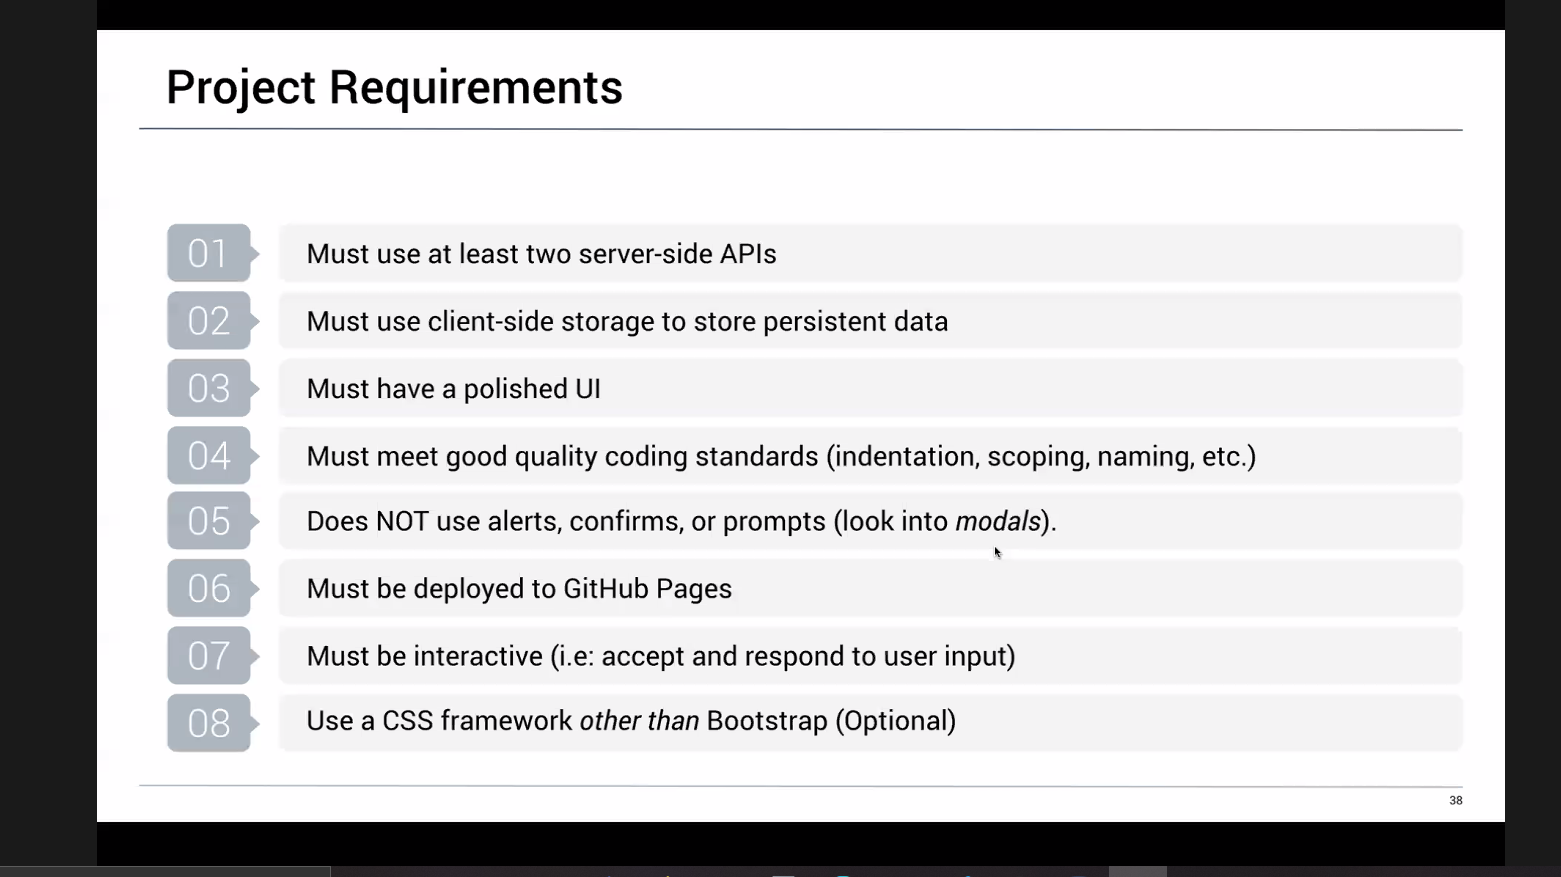 Project Requirements
01 Must use at least two server-side APIs
02 Must use client-side storage to store persistent data
03 Must have a polished UI
04 Must meet good quality coding standards (indentation, scoping, naming, etc.)
05 Does NOT use alerts, confirms, or prompts (look into modals).
06 Must be deployed to GitHub Pages
07 Must be interactive (i.e: accept and respond to user input)
08 Use a CSS framework other than Bootstrap (Optional)
38